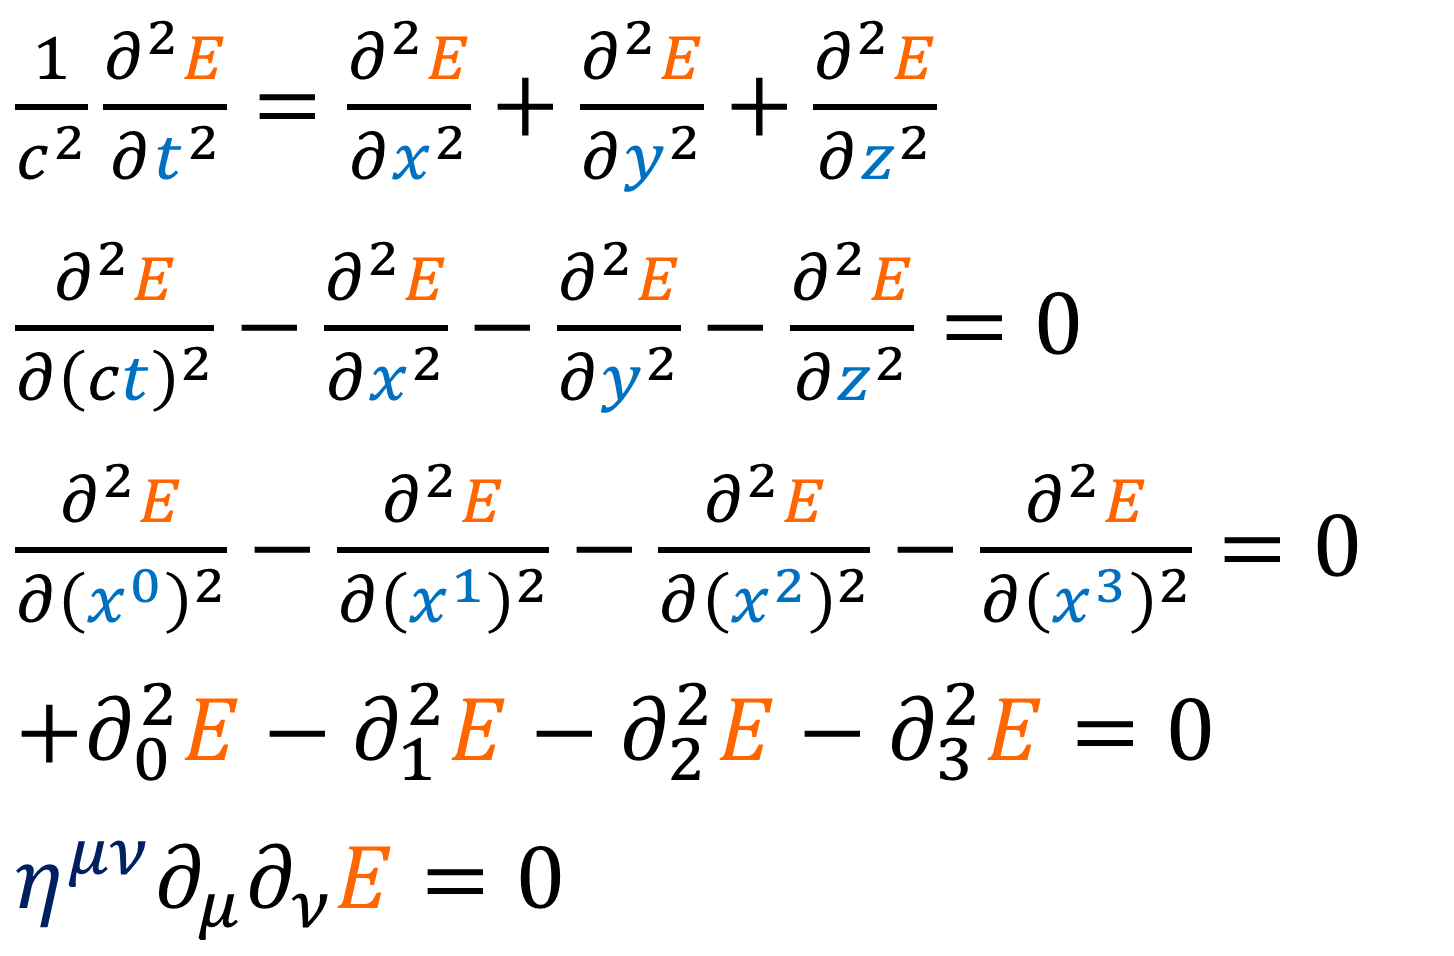 1/c² ∂²E/∂t² = ∂²E/∂x² + ∂²E/∂y² + ∂²E/∂z²
∂²E/∂(ct)² − ∂²E/∂x² − ∂²E/∂y² − ∂²E/∂z² = 0
∂²E/∂(x⁰)² − ∂²E/∂(x¹)² − ∂²E/∂(x²)² − ∂²E/∂(x³)² = 0
+∂₀²E − ∂₁²E − ∂₂²E − ∂₃²E = 0
η^{μν}∂_μ∂_νE = 0